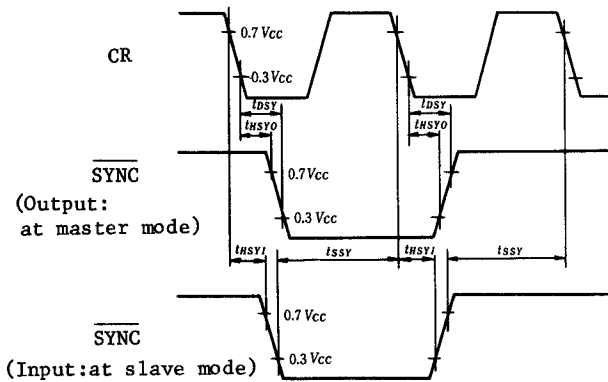 0.7 Vcc
CR
0.3 Vcc
tDSY tDSY
tHSYO tHSYO
SYNC
0.7 Vcc
(Output:
0.3 Vcc
at master mode)
tHSYI tSSY tHSYI tSSY
SYNC
0.7 Vcc
0.3 Vcc
(Input:at slave mode)